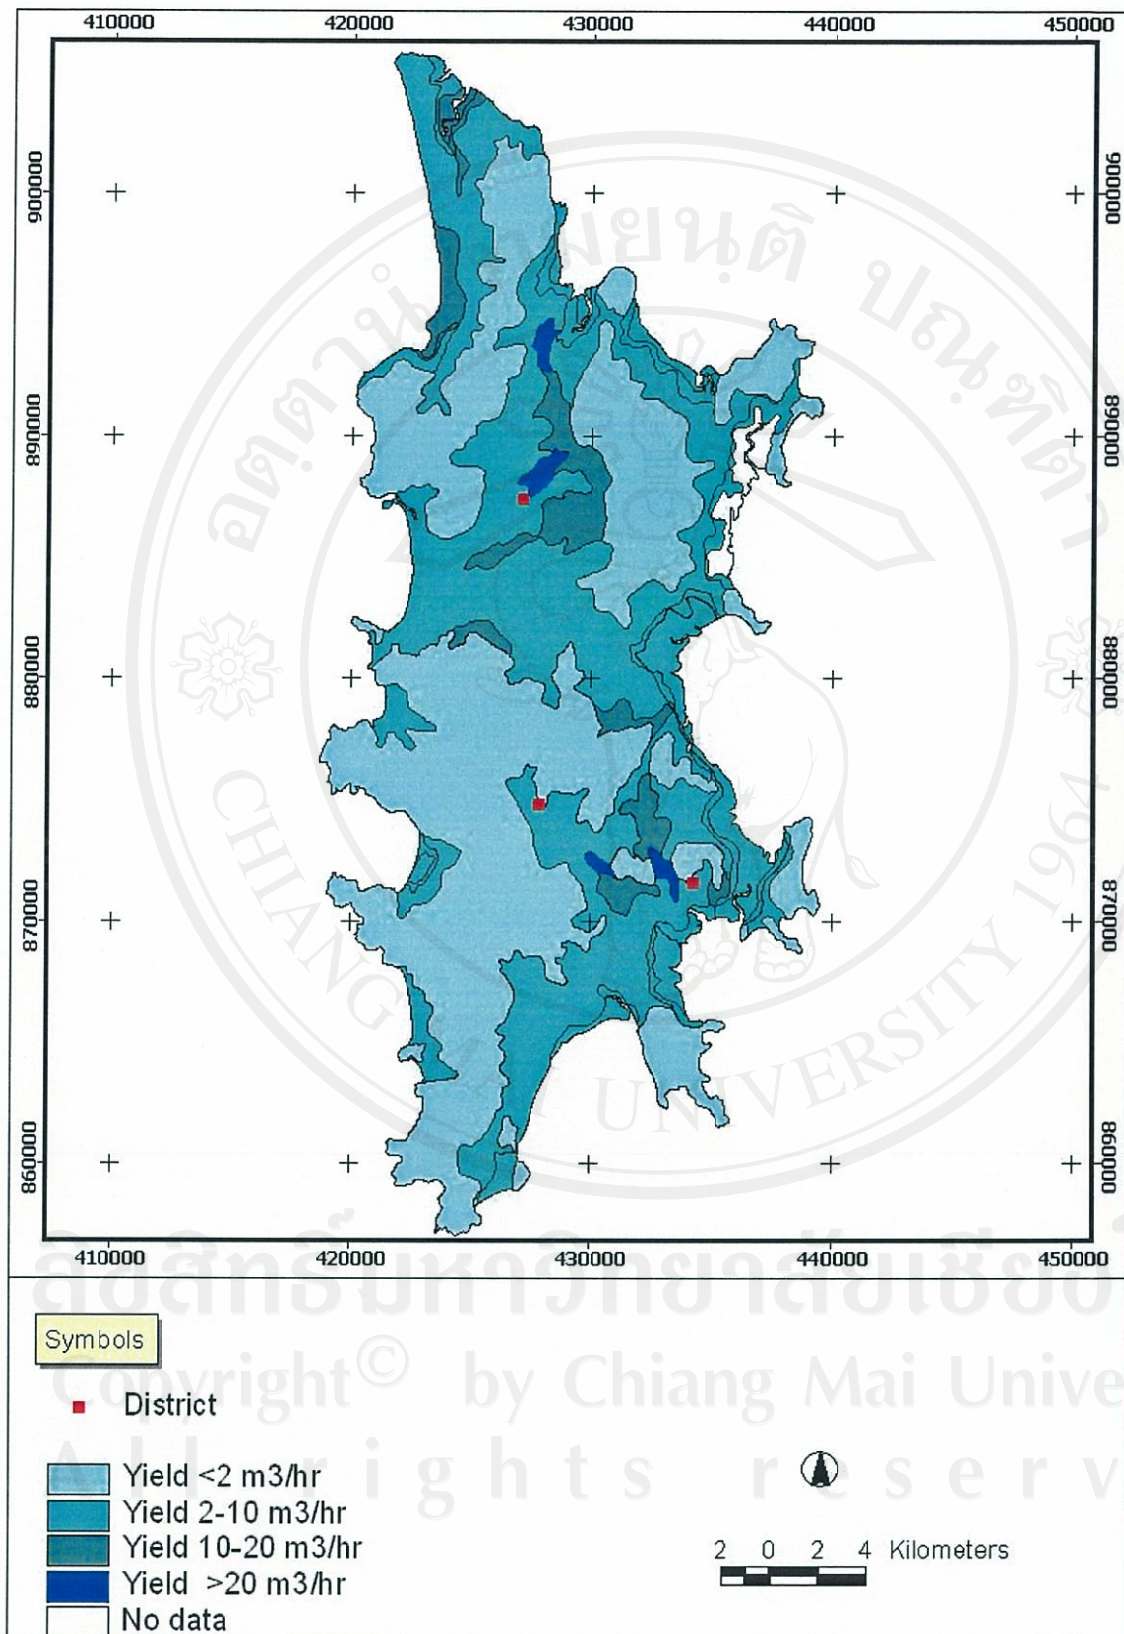 410000 420000 430000 440000 450000
900000 900000
890000 890000
880000 880000
870000 870000
860000 860000
410000 420000 430000 440000 450000
CHIANG MAI UNIVERSITY 1964
Symbols
Copyright© by Chiang Mai Unive
All rights reserv
District
Yield <2 m3/hr
Yield 2-10 m3/hr
Yield 10-20 m3/hr
Yield >20 m3/hr
No data
2 0 2 4 Kilometers